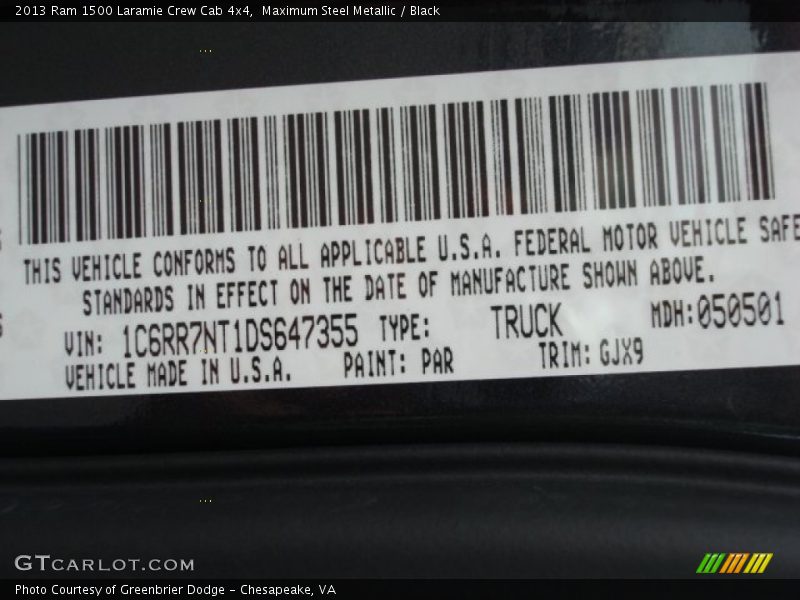 2013 Ram 1500 Laramie Crew Cab 4x4,  Maximum Steel Metallic / Black
THIS VEHICLE CONFORMS TO ALL APPLICABLE U.S.A. FEDERAL MOTOR VEHICLE SAFE
STANDARDS IN EFFECT ON THE DATE OF MANUFACTURE SHOWN ABOVE.
VIN: 1C6RR7NT1DS647355 TYPE: TRUCK MDH:050501
VEHICLE MADE IN U.S.A. PAINT: PAR TRIM: GJX9
GTCARLOT.COM
Photo Courtesy of Greenbrier Dodge - Chesapeake, VA